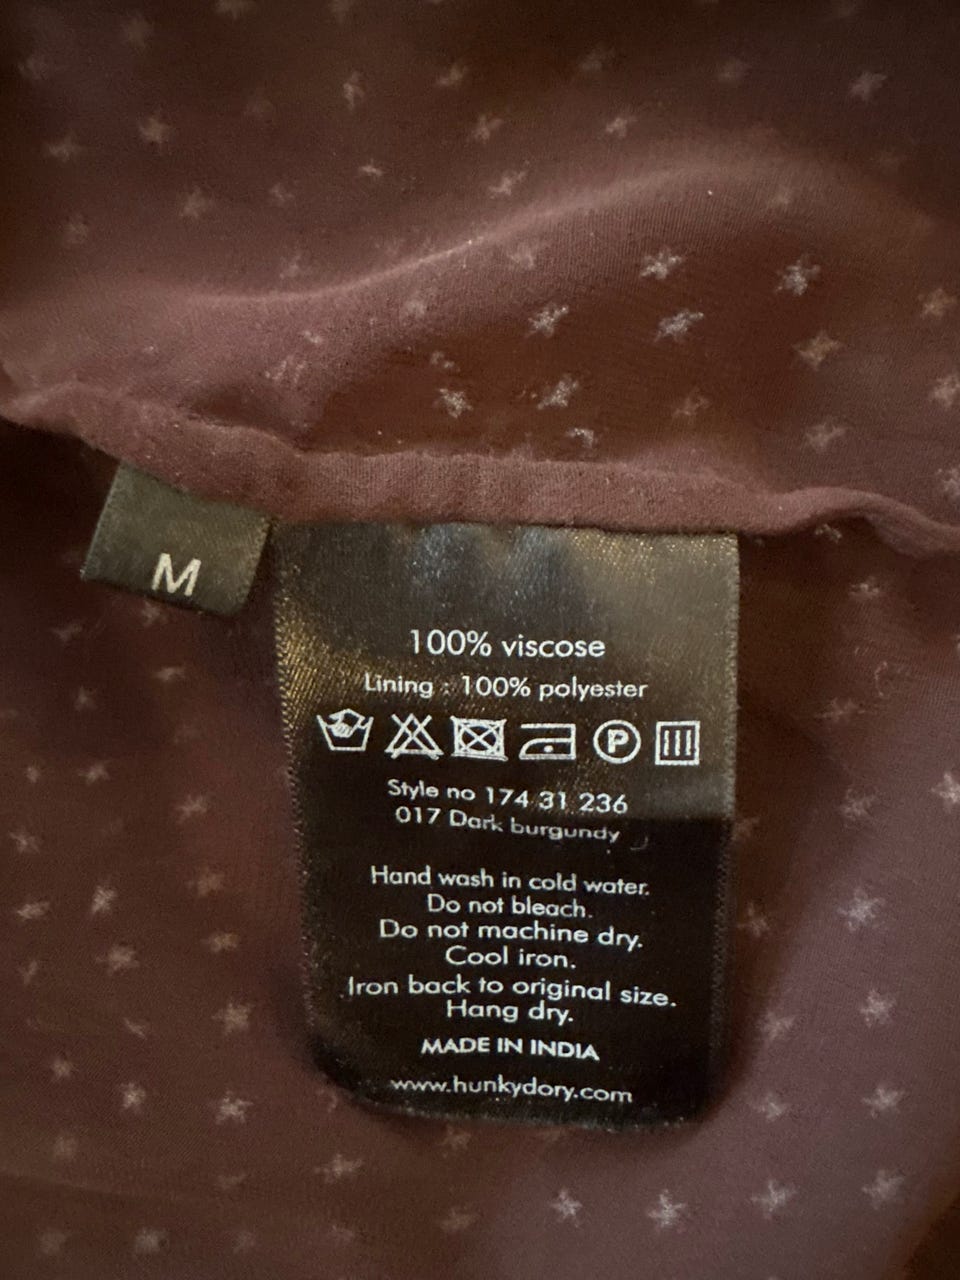 M
100% viscose
Lining : 100% polyester
P
Style no 174 31 236
017 Dark burgundy
Hand wash in cold water.
Do not bleach.
Do not machine dry.
Cool iron.
Iron back to original size.
Hang dry.
MADE IN INDIA
www.hunkydory.com